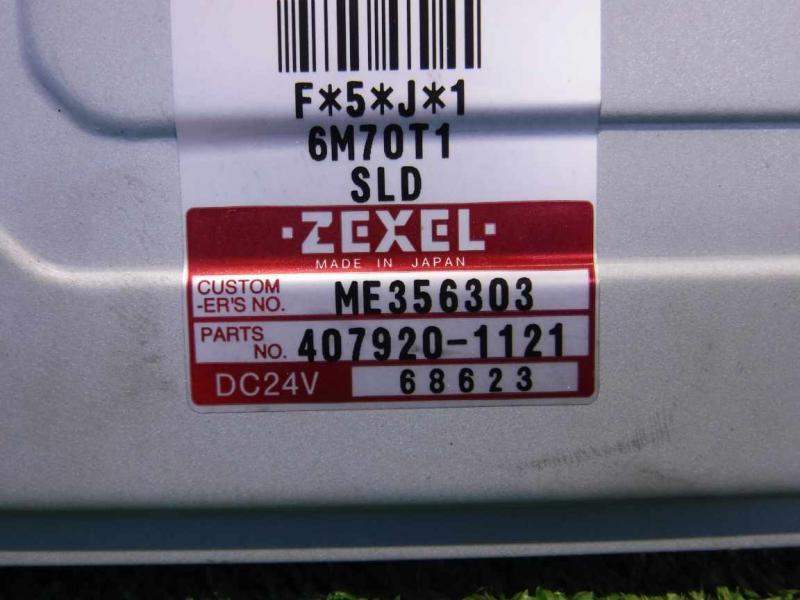 F*5*J*1
6M70T1
SLD
·ZEXEL·
MADE IN JAPAN
CUSTOM
-ER'S NO. ME356303
PARTS
NO. 407920-1121
DC24V 68623